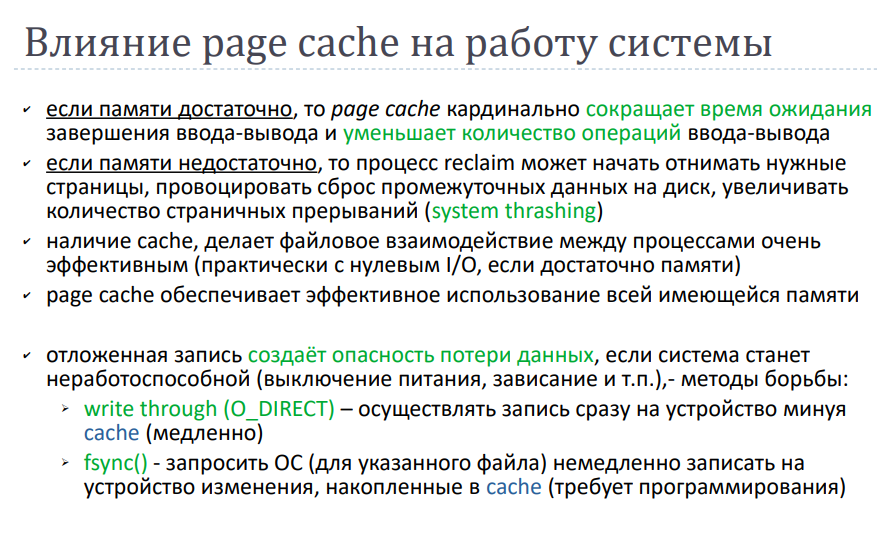 Влияние page cache на работу системы
если памяти достаточно, то page cache кардинально сокращает время ожидания
завершения ввода-вывода и уменьшает количество операций ввода-вывода
если памяти недостаточно, то процесс reclaim может начать отнимать нужные
страницы, провоцировать сброс промежуточных данных на диск, увеличивать
количество страничных прерываний (system thrashing)
наличие cache, делает файловое взаимодействие между процессами очень
эффективным (практически с нулевым I/O, если достаточно памяти)
page cache обеспечивает эффективное использование всей имеющейся памяти
отложенная запись создаёт опасность потери данных, если система станет
неработоспособной (выключение питания, зависание и т.п.),- методы борьбы:
write through (O_DIRECT) – осуществлять запись сразу на устройство минуя
cache (медленно)
fsync() - запросить ОС (для указанного файла) немедленно записать на
устройство изменения, накопленные в cache (требует программирования)